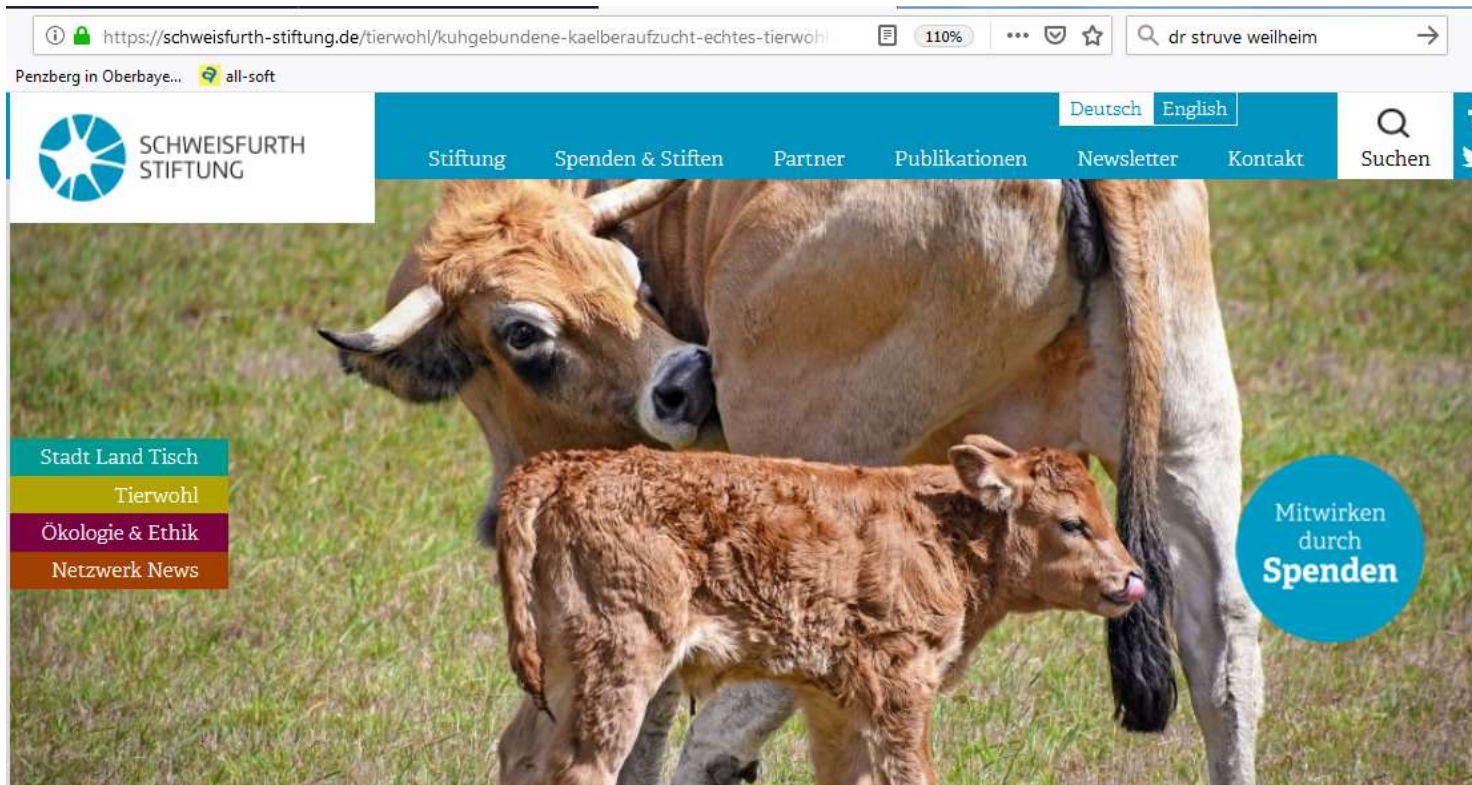 https://schweisfurth-stiftung.de/tierwohl/kuhgebundene-kaelberaufzucht-echtes-tierwohl
110%
dr struve weilheim
Penzberg in Oberbaye...
all-soft
SCHWEISFURTH
STIFTUNG
Deutsch English
Stiftung Spenden & Stiften Partner Publikationen Newsletter Kontakt Suchen
Stadt Land Tisch
Tierwohl
Ökologie & Ethik
Netzwerk News
Mitwirken
durch
Spenden